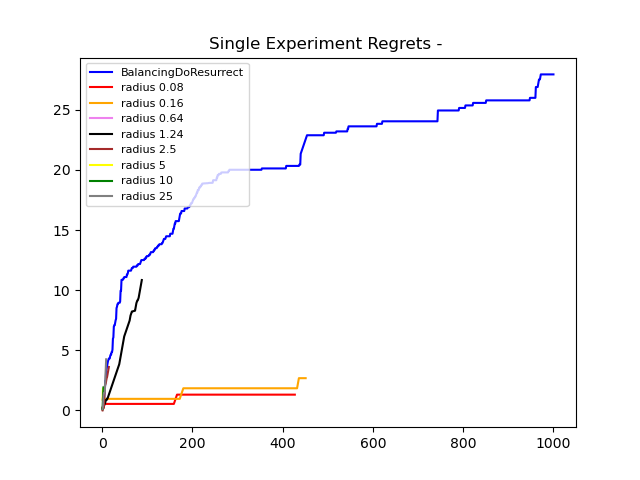 Single Experiment Regrets -
BalancingDoResurrect
radius 0.08
radius 0.16
radius 0.64
radius 1.24
radius 2.5
radius 5
radius 10
radius 25
25
20
15
10
5
0
0 200 400 600 800 1000